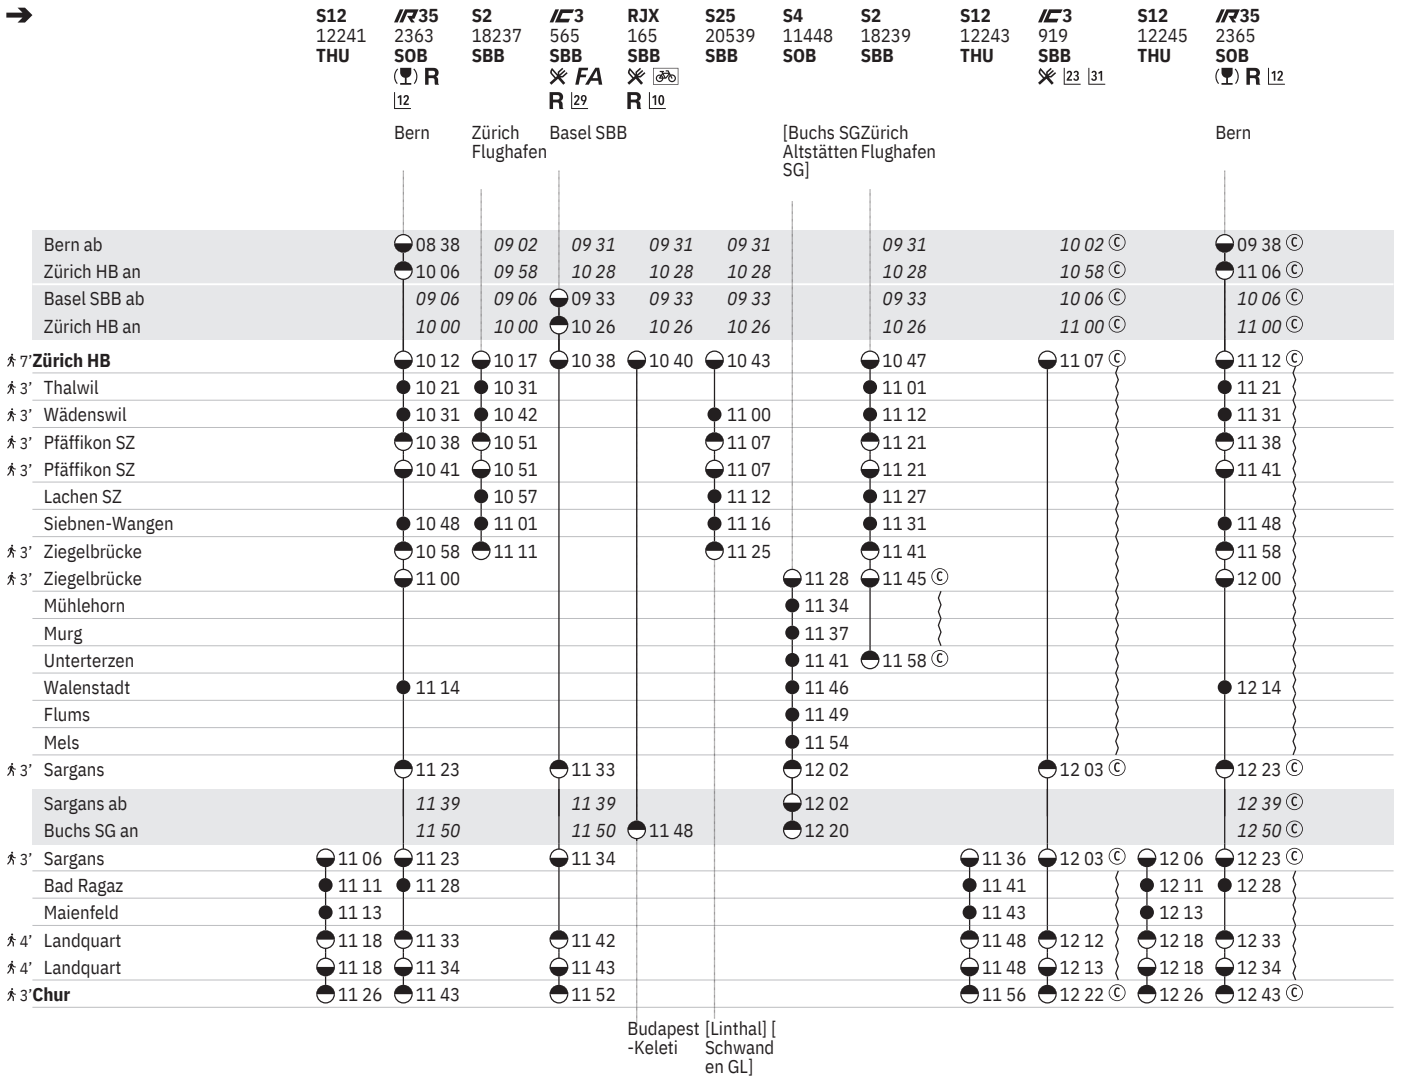 S12 IR35 S2 IC3 RJX S25 S4 S2 S12 IC3 S12 IR35
12241 2363 18237 565 165 20539 11448 18239 12243 919 12245 2365
THU SOB SBB SBB SBB SBB SOB SBB THU SBB THU SOB
R FA 23 31 R 12
12 R 29 R 10
Bern Zürich Basel SBB [Buchs SG Zürich Bern
Flughafen Altstätten Flughafen
SG]
Bern ab 08 38 09 02 09 31 09 31 09 31 09 31 10 02 C 09 38 C
Zürich HB an 10 06 09 58 10 28 10 28 10 28 10 28 10 58 C 11 06 C
Basel SBB ab 09 06 09 06 09 33 09 33 09 33 09 33 10 06 C 10 06 C
Zürich HB an 10 00 10 00 10 26 10 26 10 26 10 26 11 00 C 11 00 C
7' Zürich HB 10 12 10 17 10 38 10 40 10 43 10 47 11 07 C 11 12 C
3' Thalwil 10 21 10 31 11 01 11 21
3' Wädenswil 10 31 10 42 11 00 11 12 11 31
3' Pfäffikon SZ 10 38 10 51 11 07 11 21 11 38
3' Pfäffikon SZ 10 41 10 51 11 07 11 21 11 41
Lachen SZ 10 57 11 12 11 27
Siebnen-Wangen 10 48 11 01 11 16 11 31 11 48
3' Ziegelbrücke 10 58 11 11 11 25 11 41 11 58
3' Ziegelbrücke 11 00 11 28 11 45 C 12 00
Mühlehorn 11 34
Murg 11 37
Unterterzen 11 41 11 58 C
Walenstadt 11 14 11 46 12 14
Flums 11 49
Mels 11 54
3' Sargans 11 23 11 33 12 02 12 03 C 12 23 C
Sargans ab 11 39 11 39 12 02 12 39 C
Buchs SG an 11 50 11 50 11 48 12 20 12 50 C
3' Sargans 11 06 11 23 11 34 11 36 12 03 C 12 06 12 23 C
Bad Ragaz 11 11 11 28 11 41 12 11 12 28
Maienfeld 11 13 11 43 12 13
4' Landquart 11 18 11 33 11 42 11 48 12 12 12 18 12 33
4' Landquart 11 18 11 34 11 43 11 48 12 13 12 18 12 34
3' Chur 11 26 11 43 11 52 11 56 12 22 C 12 26 12 43 C
Budapest [Linthal] [
-Keleti Schwand
en GL]